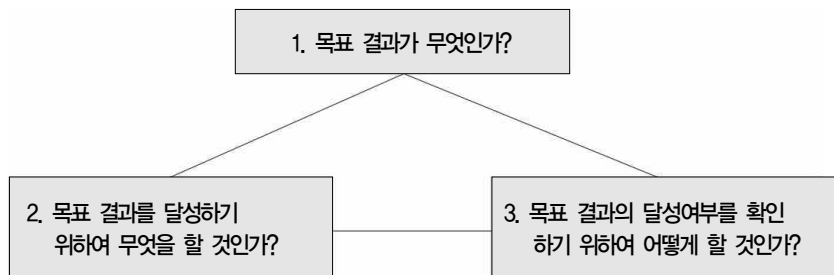 1. 목표 결과가 무엇인가?
2. 목표 결과를 달성하기
위하여 무엇을 할 것인가?
3. 목표 결과의 달성여부를 확인
하기 위하여 어떻게 할 것인가?